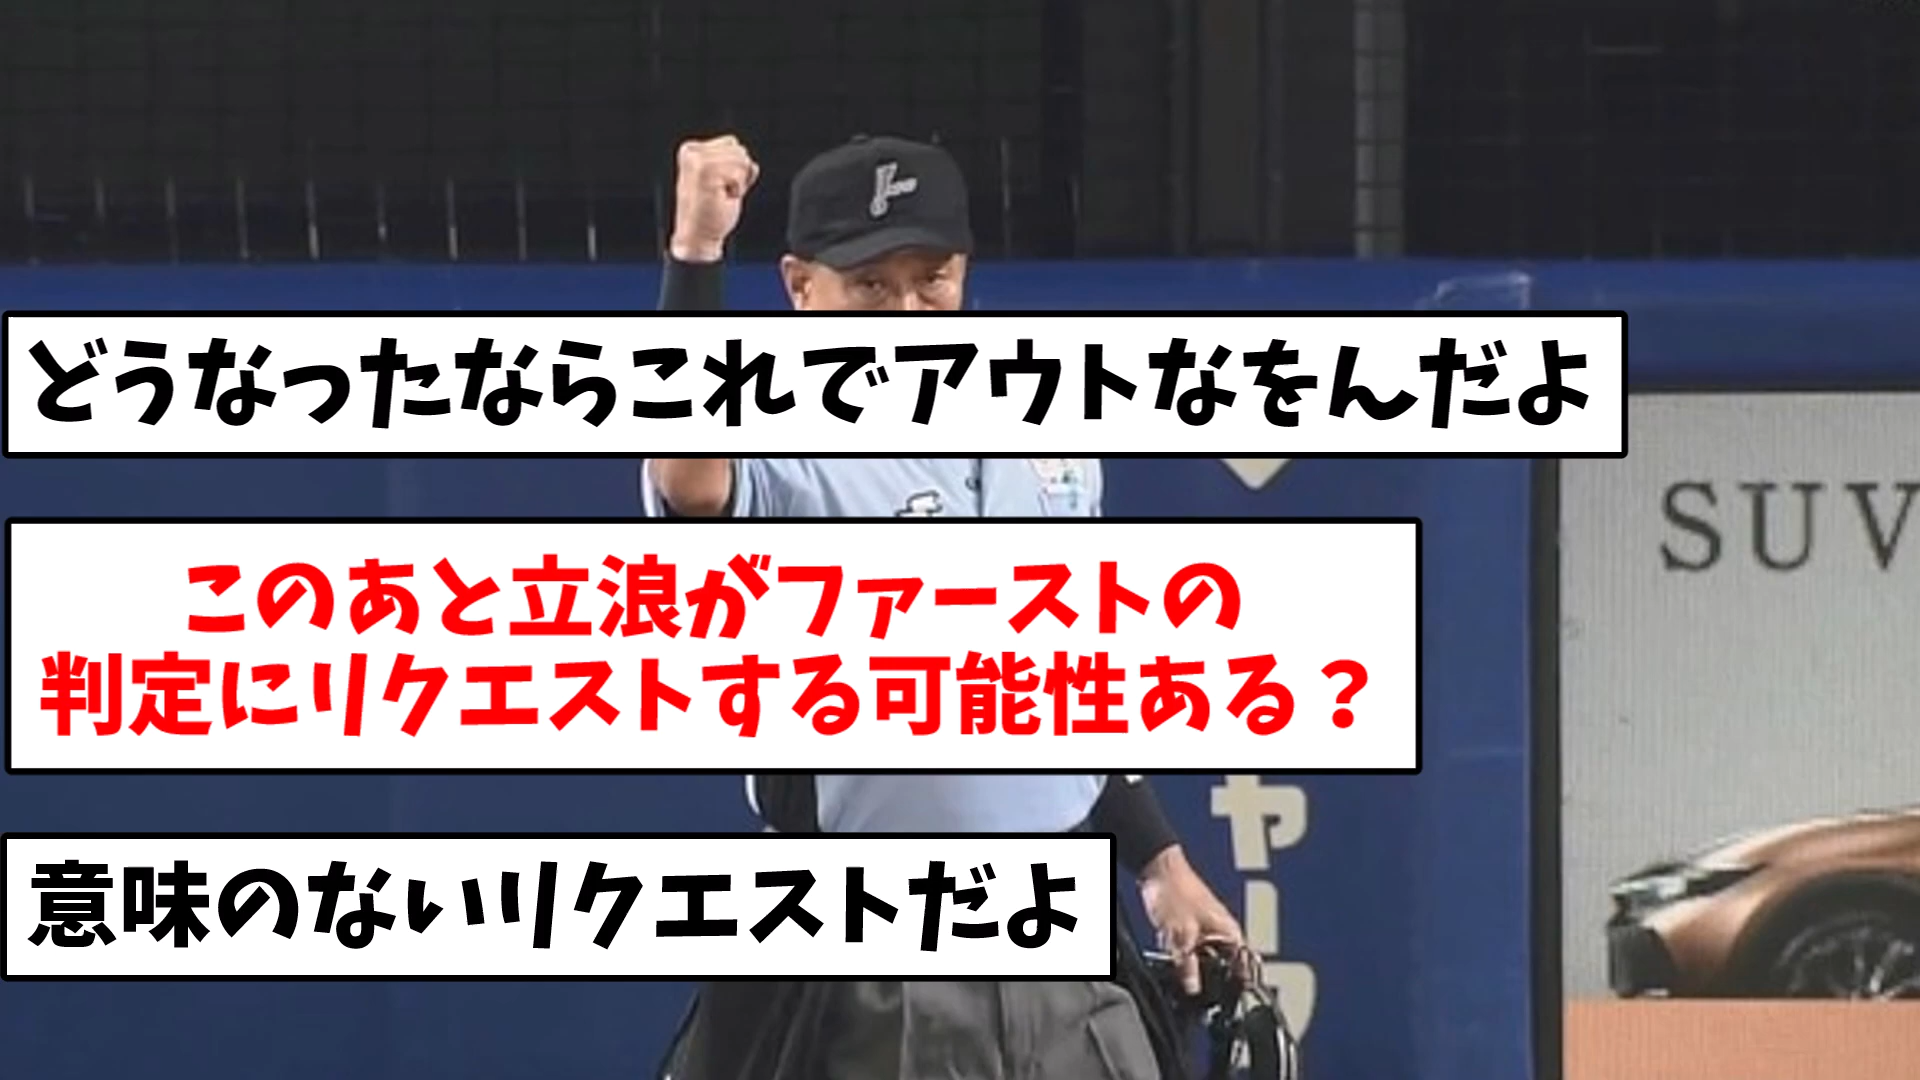 どうなったならこれでアウトなをんだよ
このあと立浪がファーストの
判定にリクエストする可能性ある？
意味のないリクエストだよ
SUV
ヤー